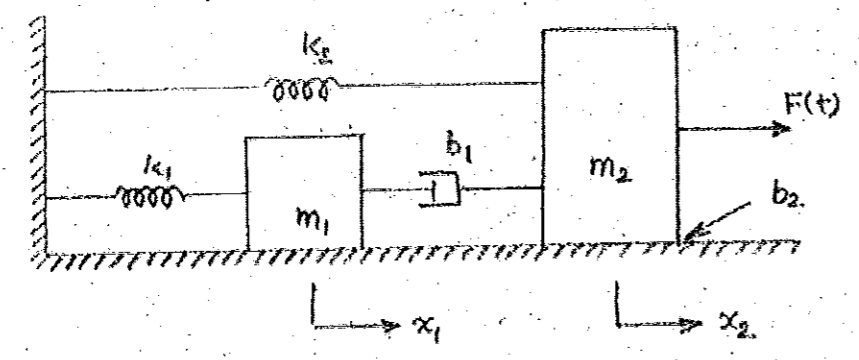 k₂
F(t)
k₁
b₁
m₂
m₁
b₂.
x₁
x₂.